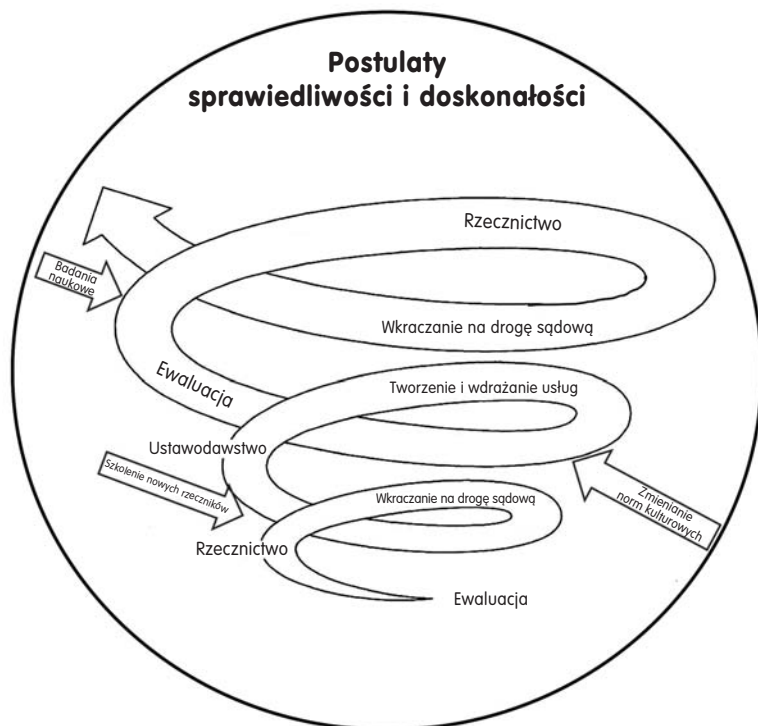 Postulaty
sprawiedliwości i doskonałości
Rzecznictwo
Badania
naukowe
Wkraczanie na drogę sądową
Ewaluacja
Tworzenie i wdrażanie usług
Ustawodawstwo
Szkolenie nowych rzeczników
Wkraczanie na drogę sądową
Zmienianie
norm kulturowych
Rzecznictwo
Ewaluacja